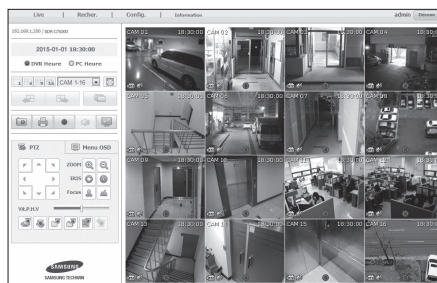 Live | Recher. | Config. | Information admin
192.168.1.200 /
2015-01-01 18:30:00
DVR Heure PC Heure
1 4 9 16 CAM 1-16
PTZ Menu OSD
ZOOM
IRIS
Focus
Vit.P.H.V
SAMSUNG
SAMSUNG TECHWIN
CAM 01 18:30:00 CAM 02 18:30:00 CAM 03 18:30:00 CAM 04 18:30:00
CAM 05 18:30:00 CAM 06 18:30:00 CAM 07 18:30:00 CAM 08 18:30:00
CAM 09 18:30:00 CAM 10 18:30:00 CAM 11 18:30:00 CAM 12 18:30:00
CAM 13 18:30:00 CAM 14 18:30:00 CAM 15 18:30:00 CAM 16 18:30:00